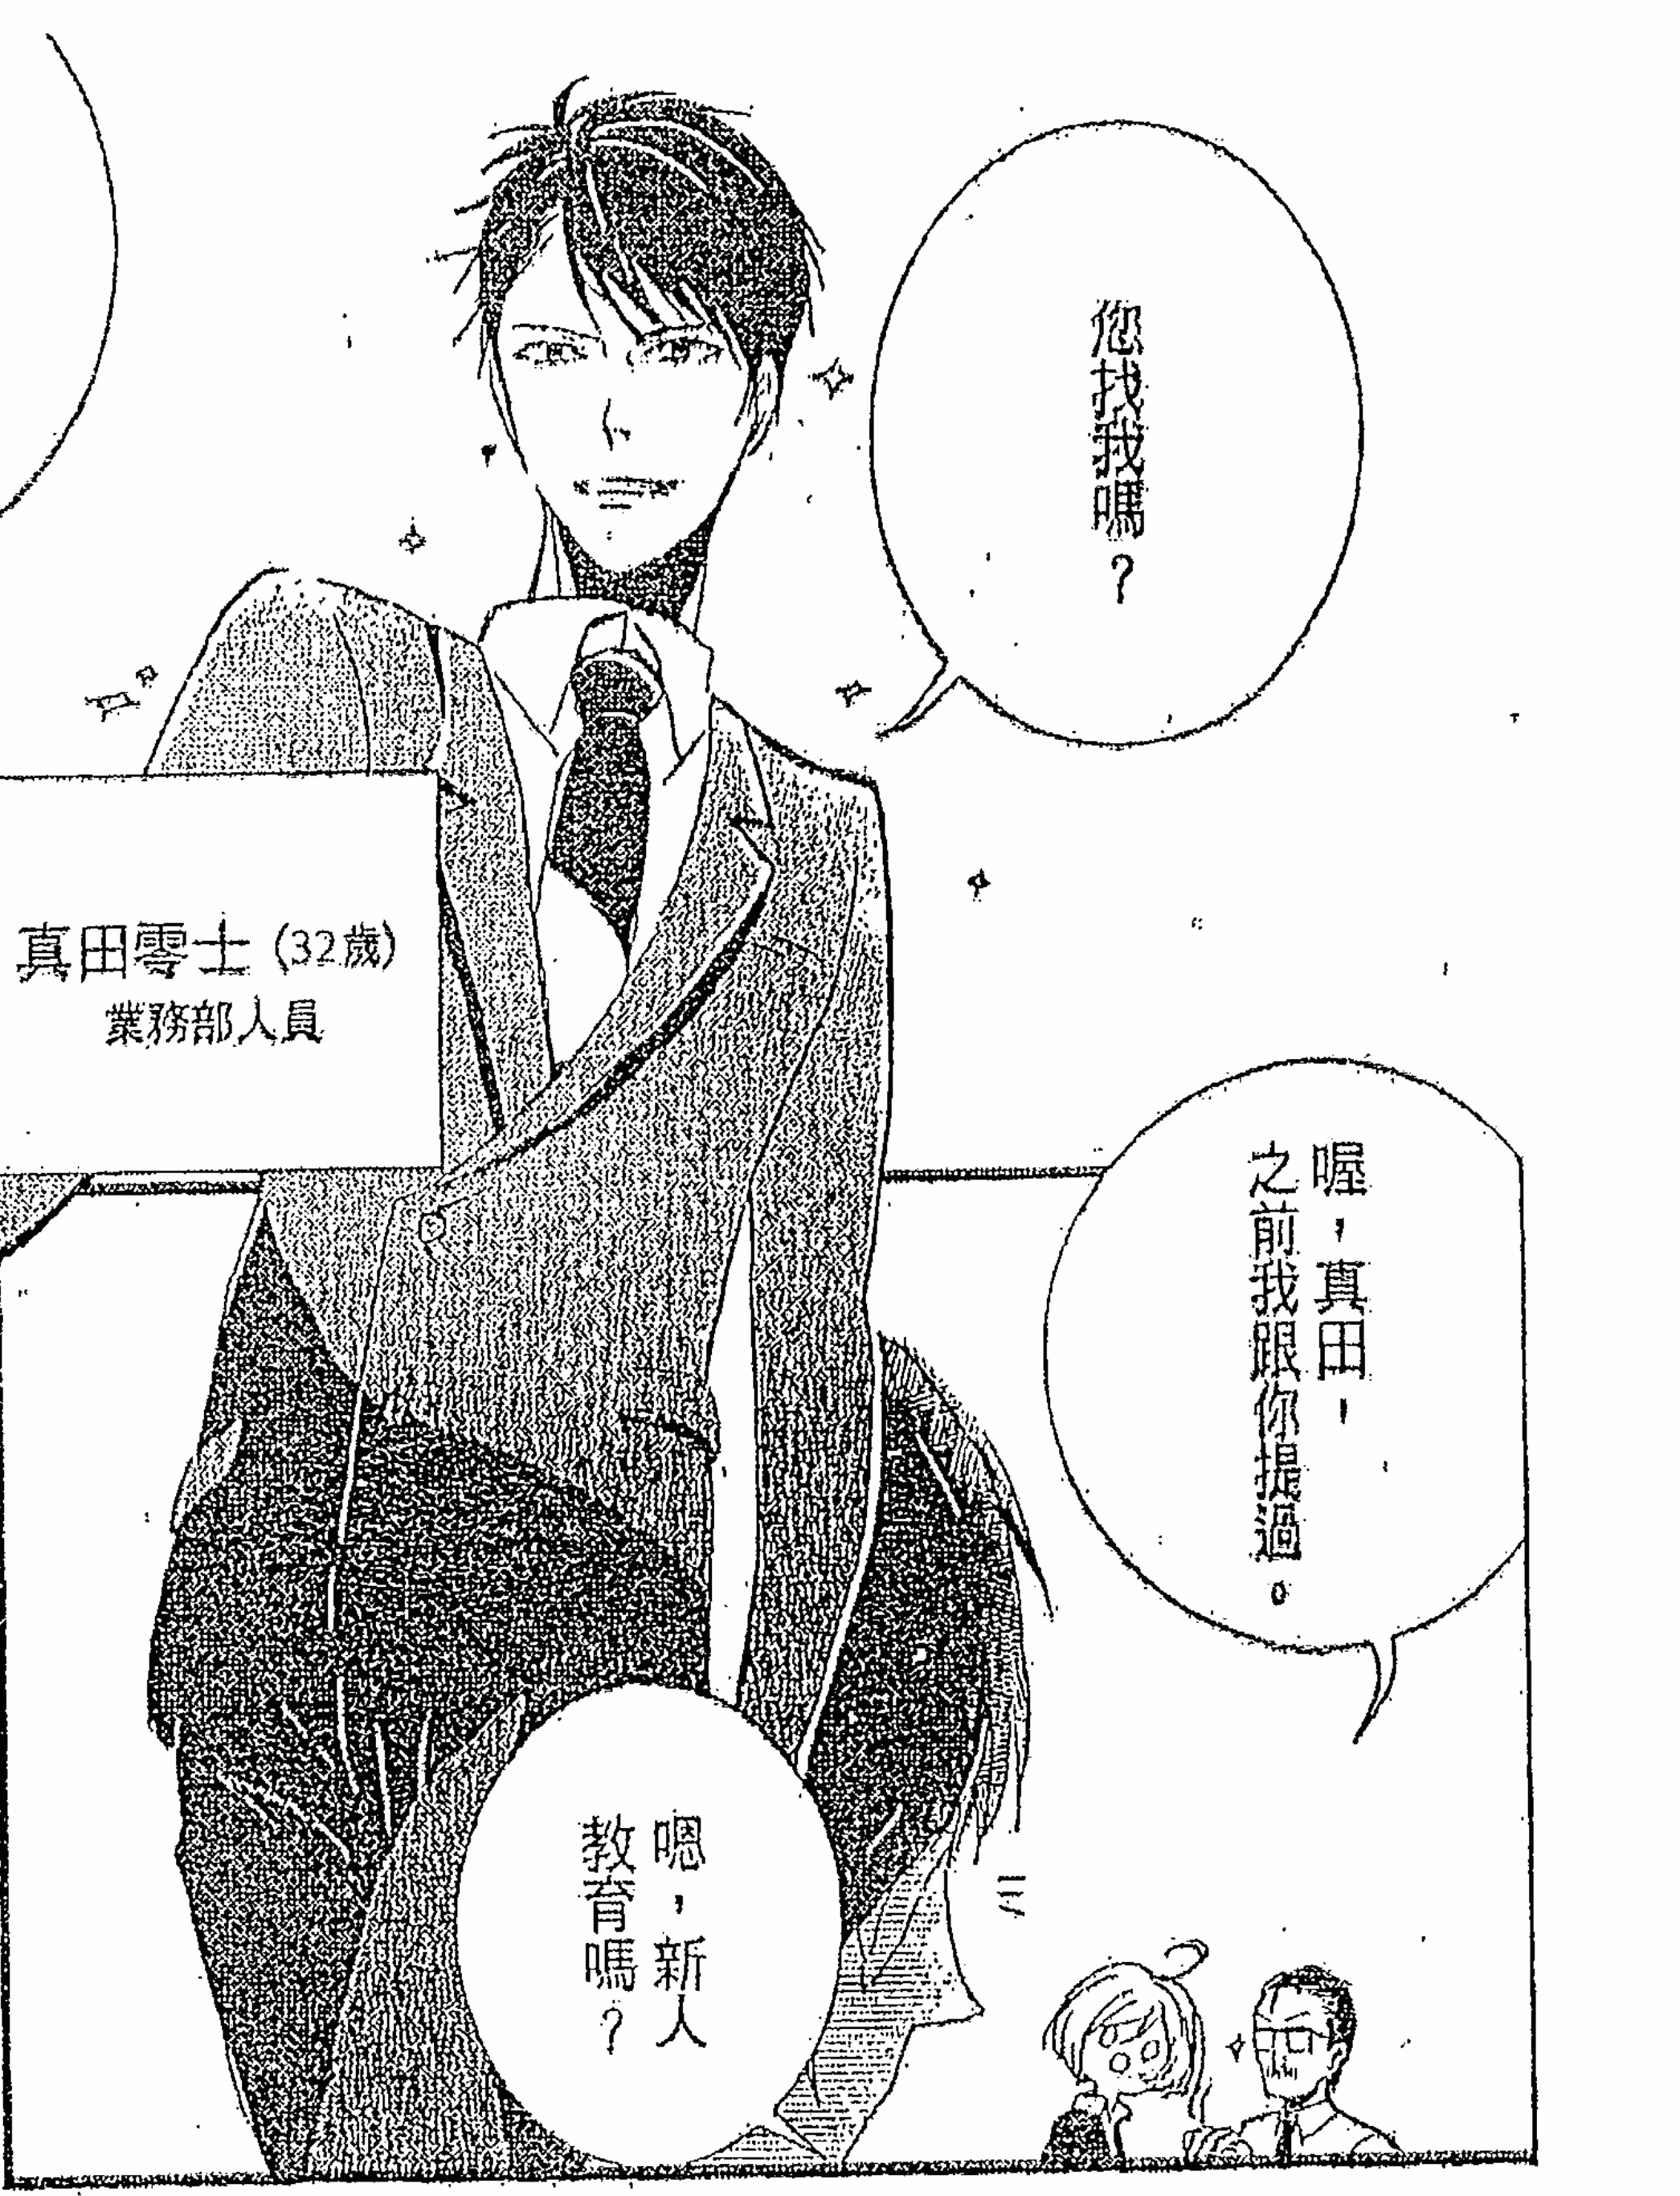 您找我嗎？
真田零士(32歲)
業務部人員
喔，真田，
之前我跟你提過。
嗯，新人
教育嗎？